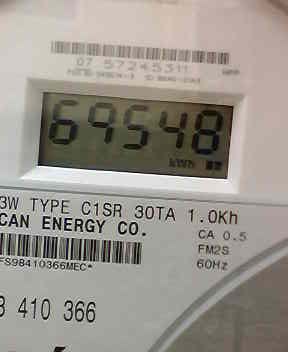 07 57245311
69548
kWh
3W TYPE C1SR 30TA 1.0Kh
CAN ENERGY CO.
CA 0.5
FM2S
FS98410366MEC*
60Hz
3 410 366